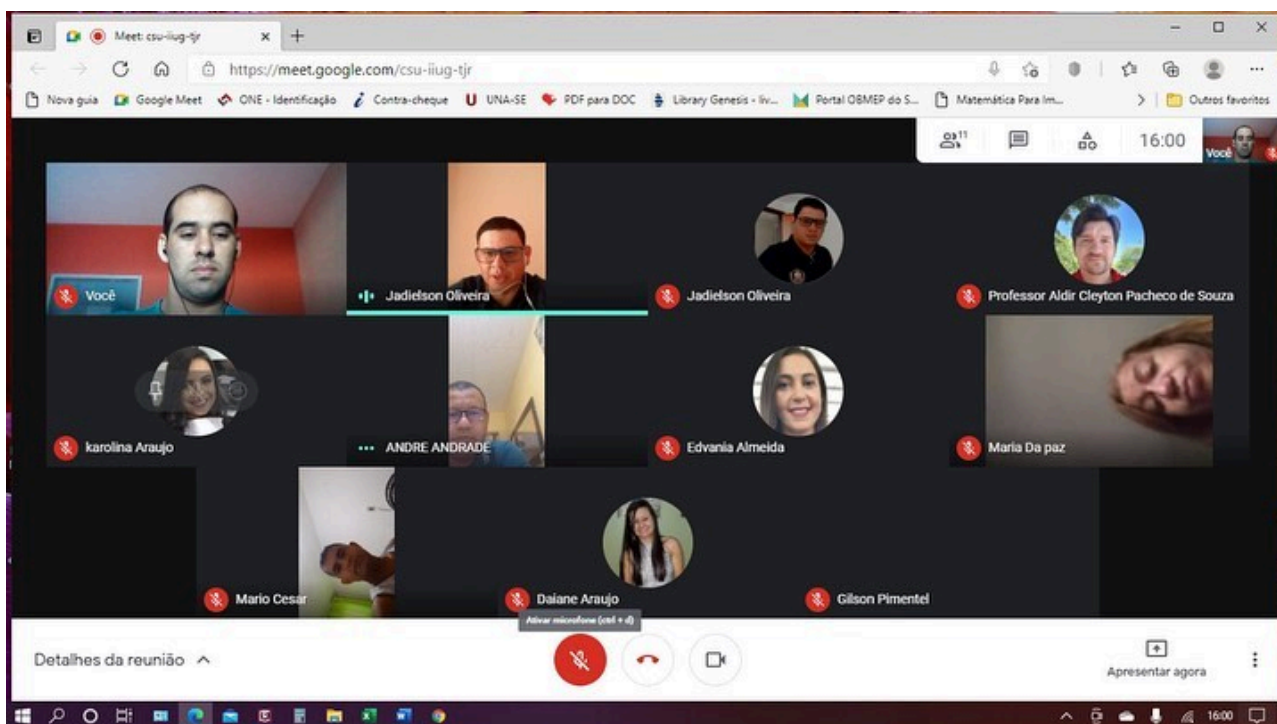 Meet: csu-iiug-tjr
https://meet.google.com/csu-iiug-tjr
Nova guia Google Meet ONE - Identificação Contra-cheque UNA-SE PDF para DOC Library Genesis - liv... Portal OBMEP do S... Matemática Para Im... Outros favoritos
11 16:00 Você
Você Jadielson Oliveira Jadielson Oliveira Professor Aldir Cleyton Pacheco de Souza
karolina Araujo ANDRE ANDRADE Edvania Almeida Maria Da paz
Mario Cesar Daiane Araujo Gilson Pimentel
Ativar microfone (ctrl + d)
Detalhes da reunião Apresentar agora
16:00